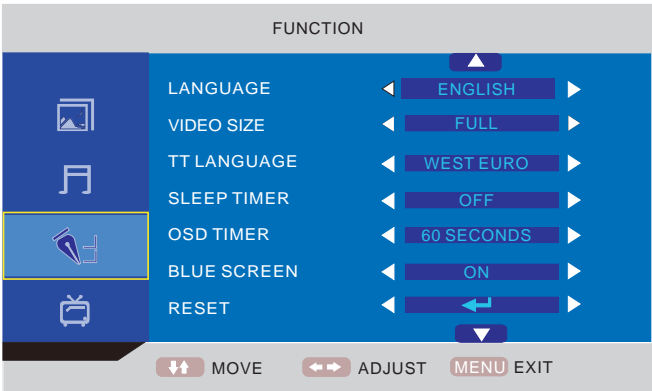 FUNCTION
LANGUAGE ENGLISH
VIDEO SIZE FULL
TT LANGUAGE WEST EURO
SLEEP TIMER OFF
OSD TIMER 60 SECONDS
BLUE SCREEN ON
RESET
MOVE ADJUST MENU EXIT